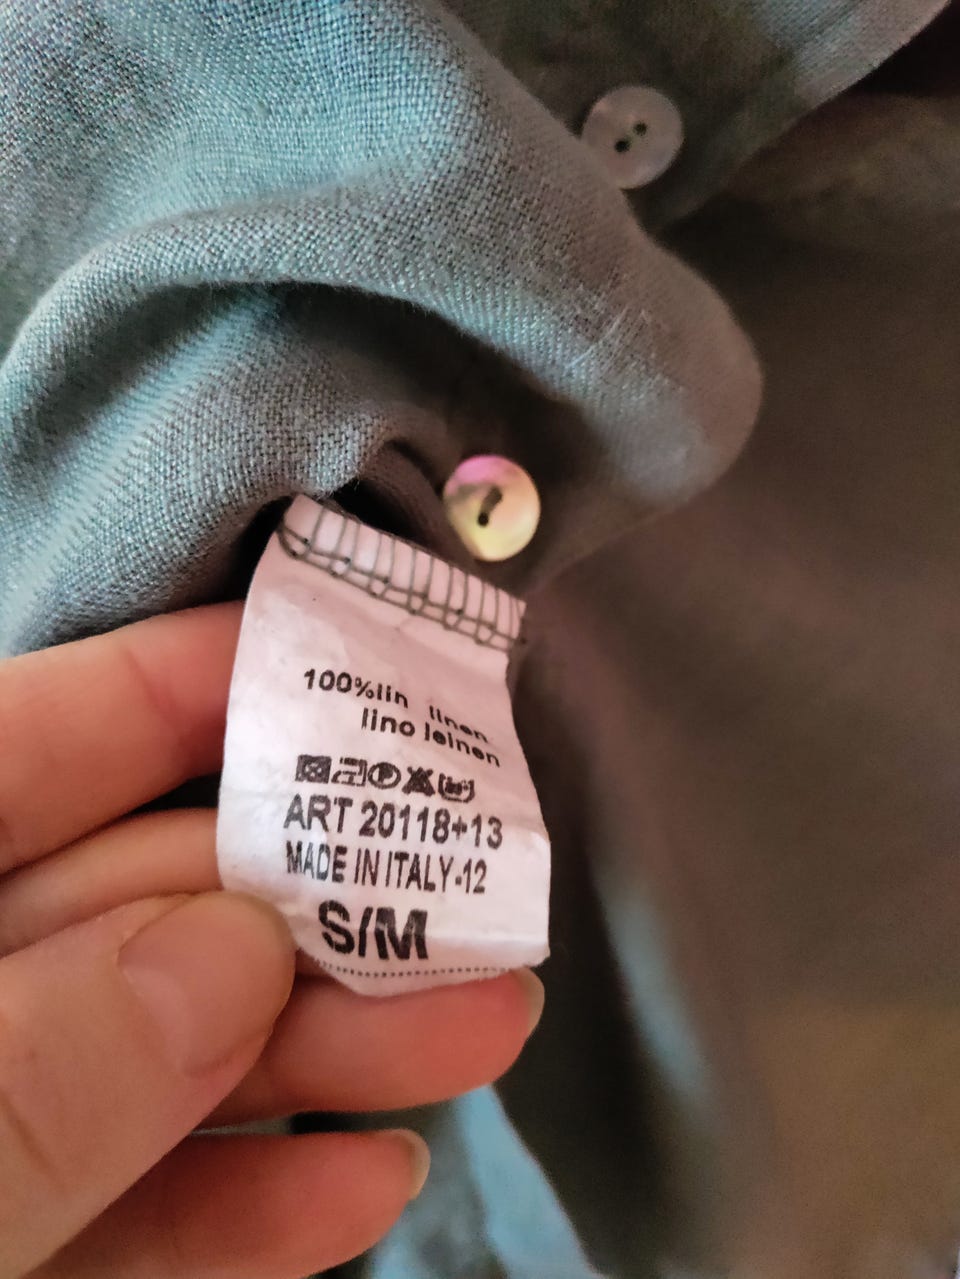 100%lin linen
lino leinen
ART 20118+13
MADE IN ITALY-12
S/M